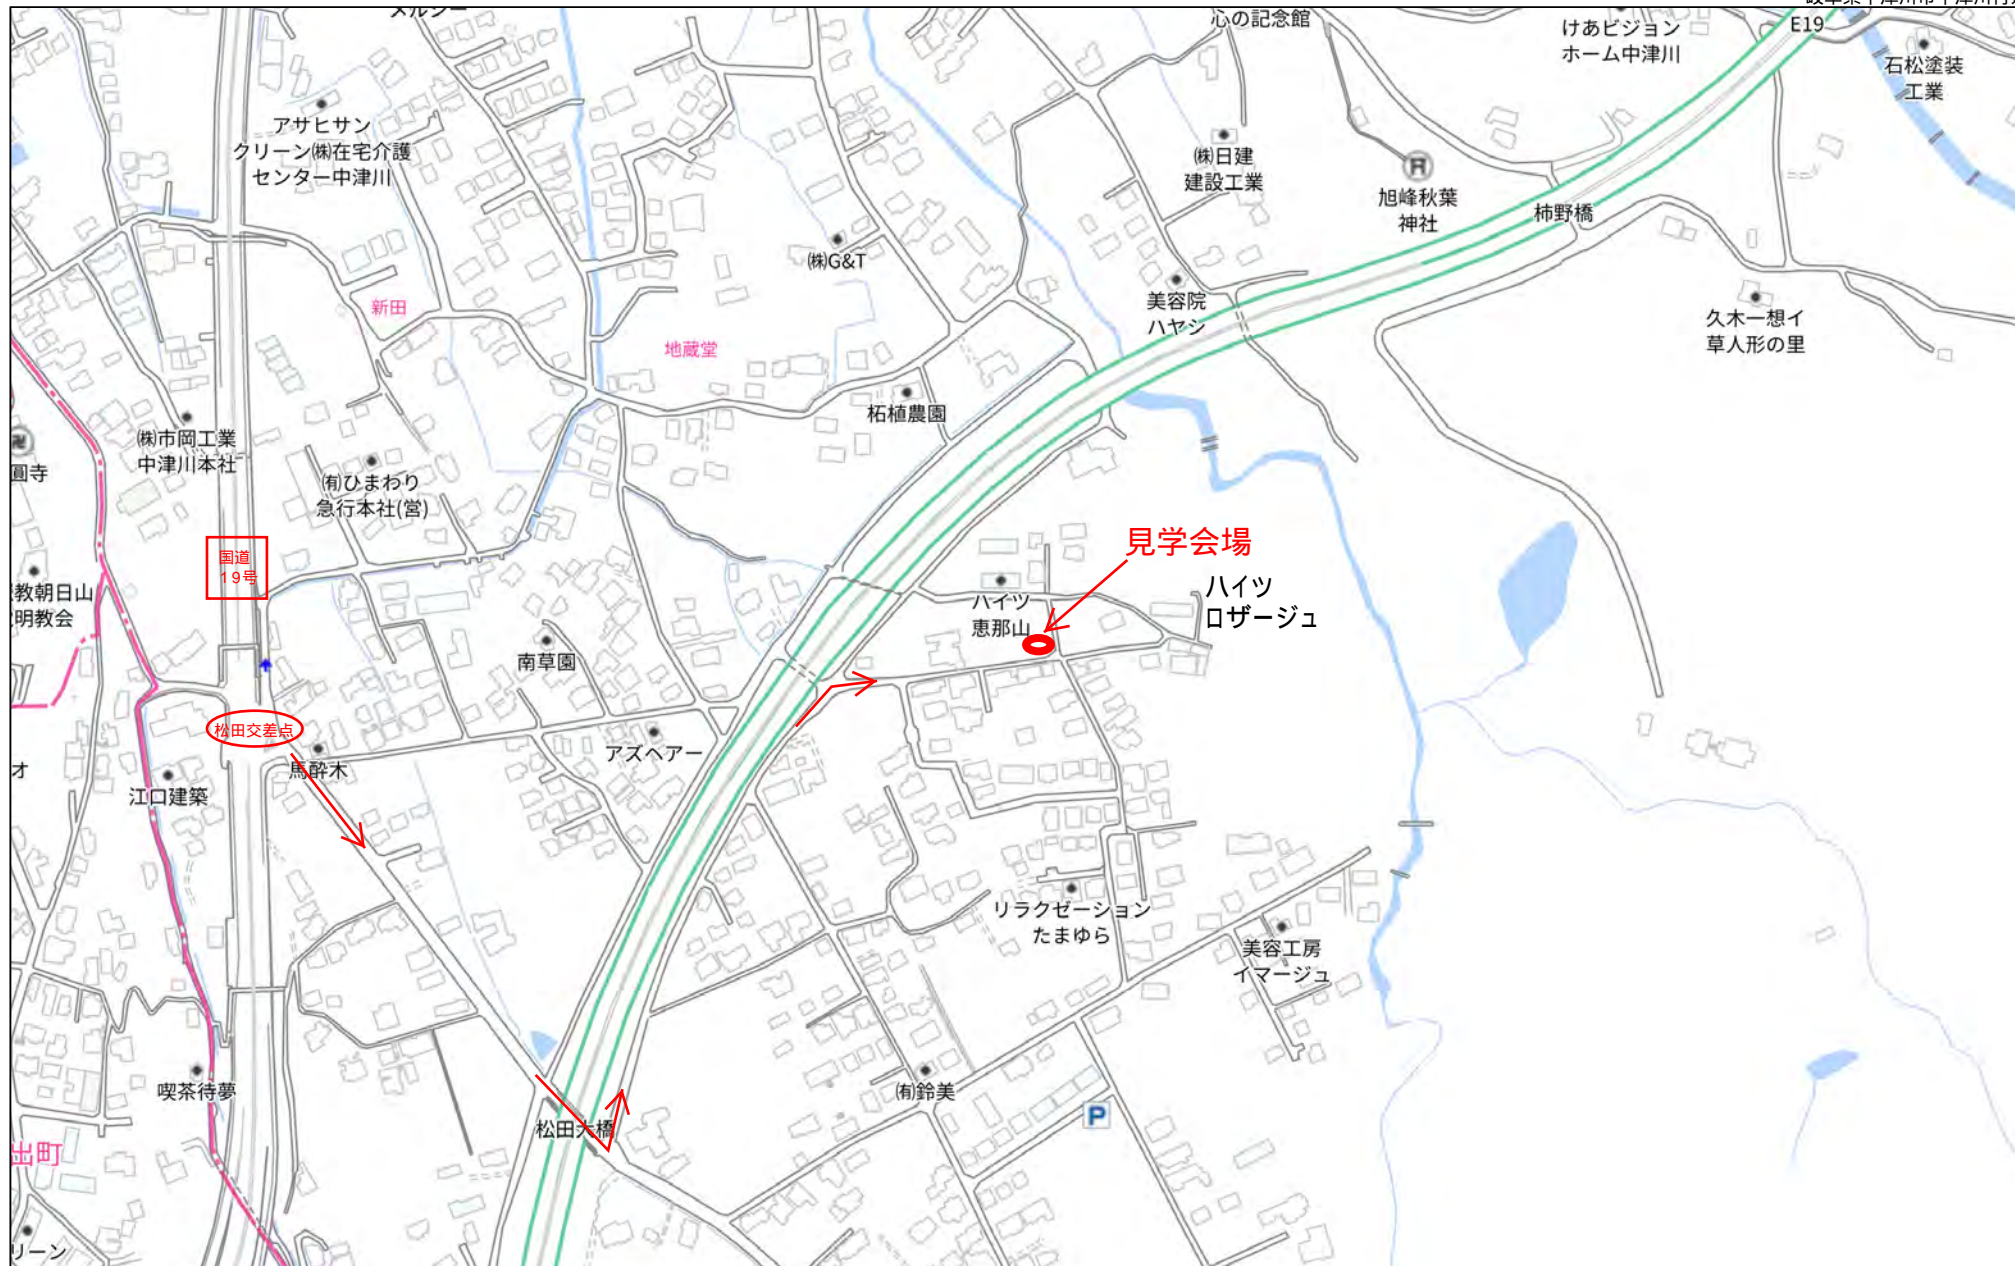 E19
けあビジョン
ホーム中津川
石松塗装
工業
心の記念館
アサヒサン
クリーン㈱在宅介護
センター中津川
㈱日建
建設工業
旭峰秋葉
神社
柿野橋
㈱G&T
美容院
ハヤシ
新田
地蔵堂
久木一想イ
草人形の里
柘植農園
㈱市岡工業
中津川本社
圓寺
㈲ひまわり
急行本社(営)
国道
19号
見学会場
ハイツ
恵那山
ハイツ
ロザージュ
教朝日山
明教会
南草園
松田交差点
馬酔木
アズヘアー
オ
江口建築
リラクゼーション
たまゆら
美容工房
イマージュ
喫茶待夢
㈲鈴美
P
松田大橋
出町
リーン